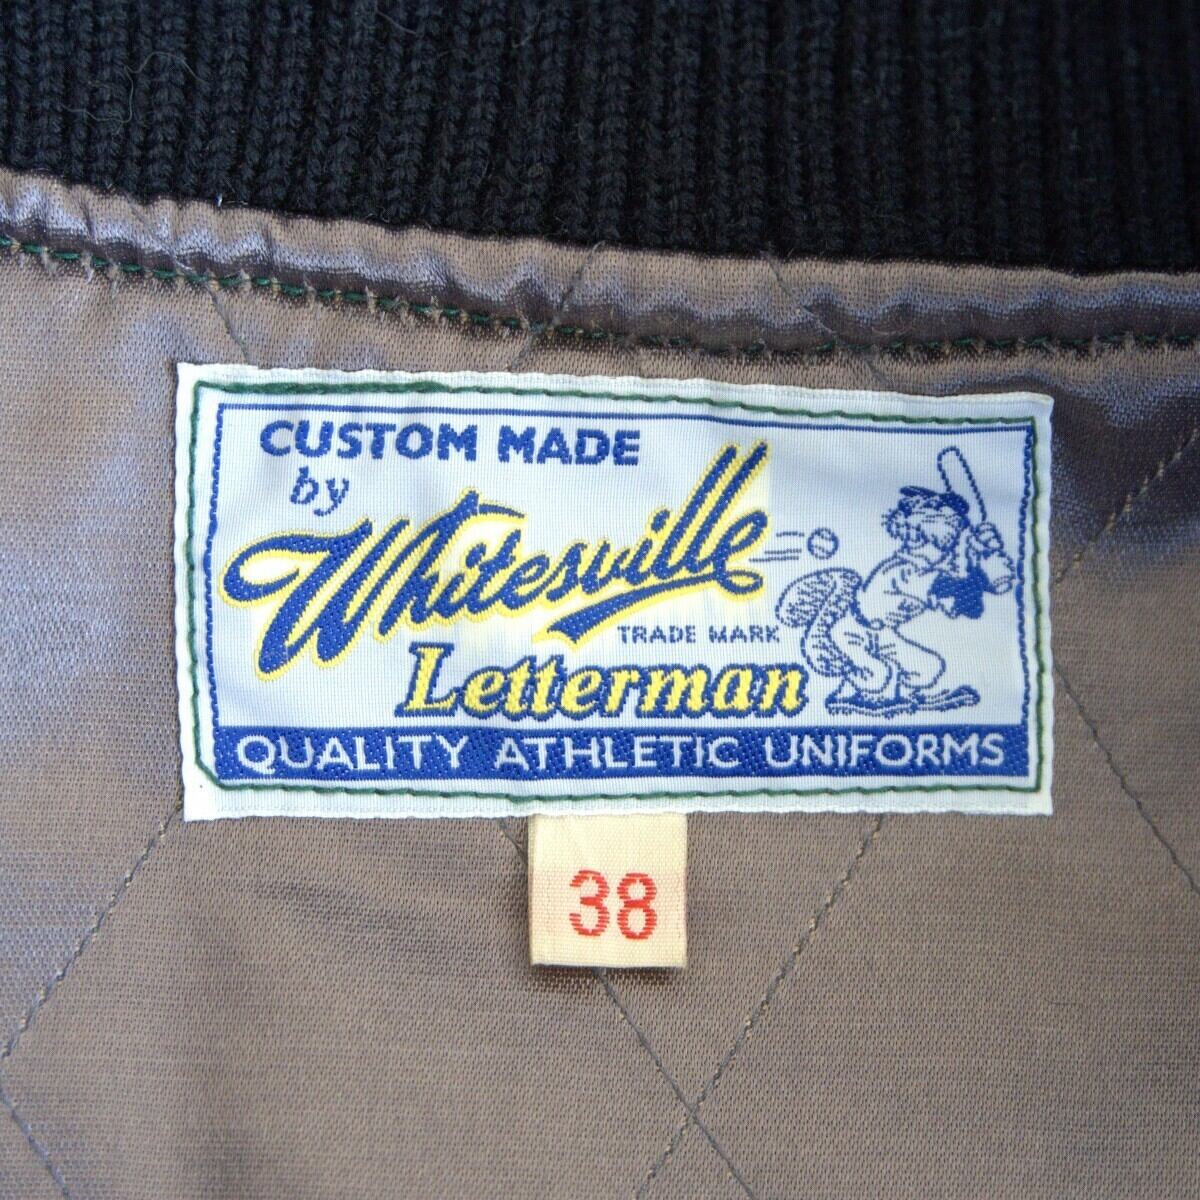 CUSTOM MADE
by
Whitesville
TRADE MARK
Letterman
QUALITY ATHLETIC UNIFORMS
38